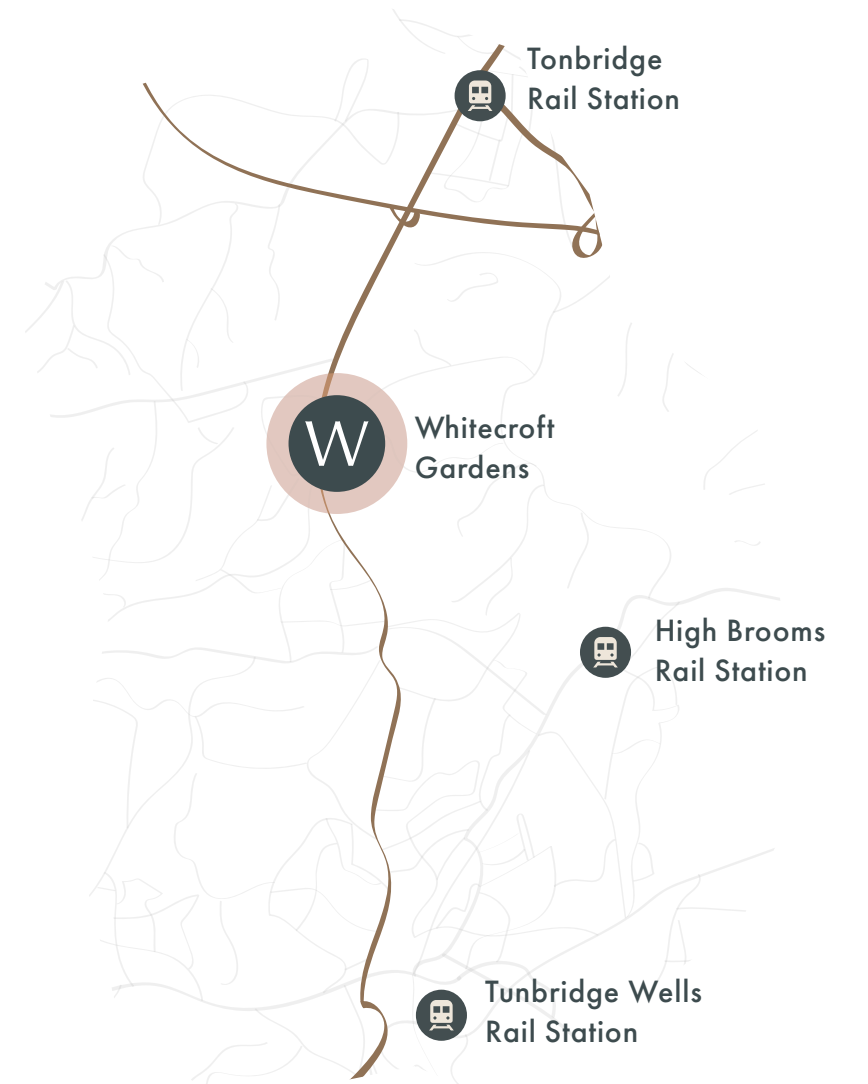 Tonbridge
Rail Station
W
Whitecroft
Gardens
High Brooms
Rail Station
Tunbridge Wells
Rail Station